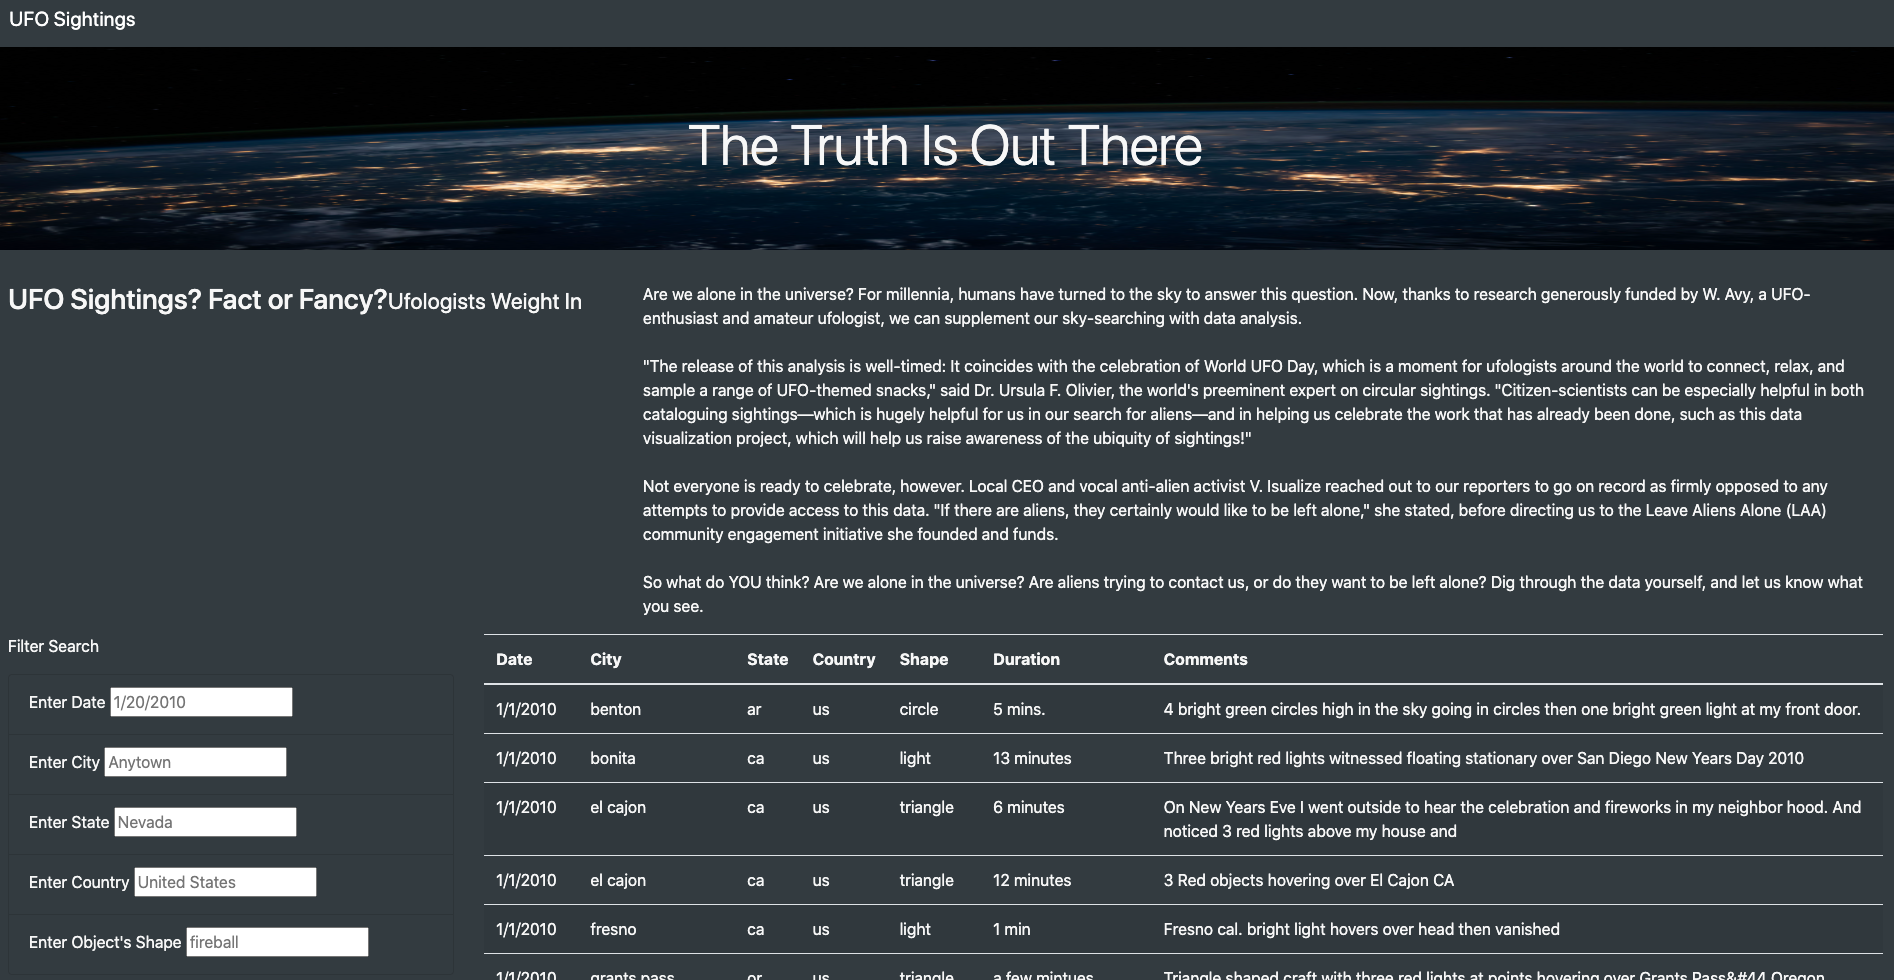 UFO Sightings
The Truth Is Out There
UFO Sightings? Fact or Fancy?Ufologists Weight In
Are we alone in the universe? For millennia, humans have turned to the sky to answer this question. Now, thanks to research generously funded by W. Avy, a UFO-
enthusiast and amateur ufologist, we can supplement our sky-searching with data analysis.
"The release of this analysis is well-timed: It coincides with the celebration of World UFO Day, which is a moment for ufologists around the world to connect, relax, and
sample a range of UFO-themed snacks," said Dr. Ursula F. Olivier, the world's preeminent expert on circular sightings. "Citizen-scientists can be especially helpful in both
cataloguing sightings—which is hugely helpful for us in our search for aliens—and in helping us celebrate the work that has already been done, such as this data
visualization project, which will help us raise awareness of the ubiquity of sightings!"
Not everyone is ready to celebrate, however. Local CEO and vocal anti-alien activist V. Isualize reached out to our reporters to go on record as firmly opposed to any
attempts to provide access to this data. "If there are aliens, they certainly would like to be left alone," she stated, before directing us to the Leave Aliens Alone (LAA)
community engagement initiative she founded and funds.
So what do YOU think? Are we alone in the universe? Are aliens trying to contact us, or do they want to be left alone? Dig through the data yourself, and let us know what
you see.
Filter Search
Enter Date 1/20/2010
Enter City Anytown
Enter State Nevada
Enter Country United States
Enter Object's Shape fireball
Date City State Country Shape Duration Comments
1/1/2010 benton ar us circle 5 mins. 4 bright green circles high in the sky going in circles then one bright green light at my front door.
1/1/2010 bonita ca us light 13 minutes Three bright red lights witnessed floating stationary over San Diego New Years Day 2010
1/1/2010 el cajon ca us triangle 6 minutes On New Years Eve I went outside to hear the celebration and fireworks in my neighbor hood. And
noticed 3 red lights above my house and
1/1/2010 el cajon ca us triangle 12 minutes 3 Red objects hovering over El Cajon CA
1/1/2010 fresno ca us light 1 min Fresno cal. bright light hovers over head then vanished
1/1/2010 grants pass or us triangle a few mintues Triangle shaped craft with three red lights at points hovering over Grants Pass&#44 Oregon